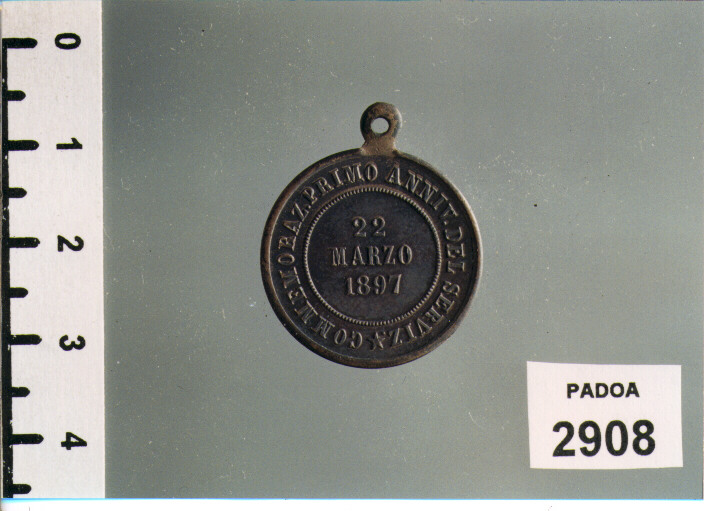 0
1
2
3
4
COMMEMORAZ. PRIMO ANNIV. DEL SERVIZ
22
MARZO
1897
PADOA
2908